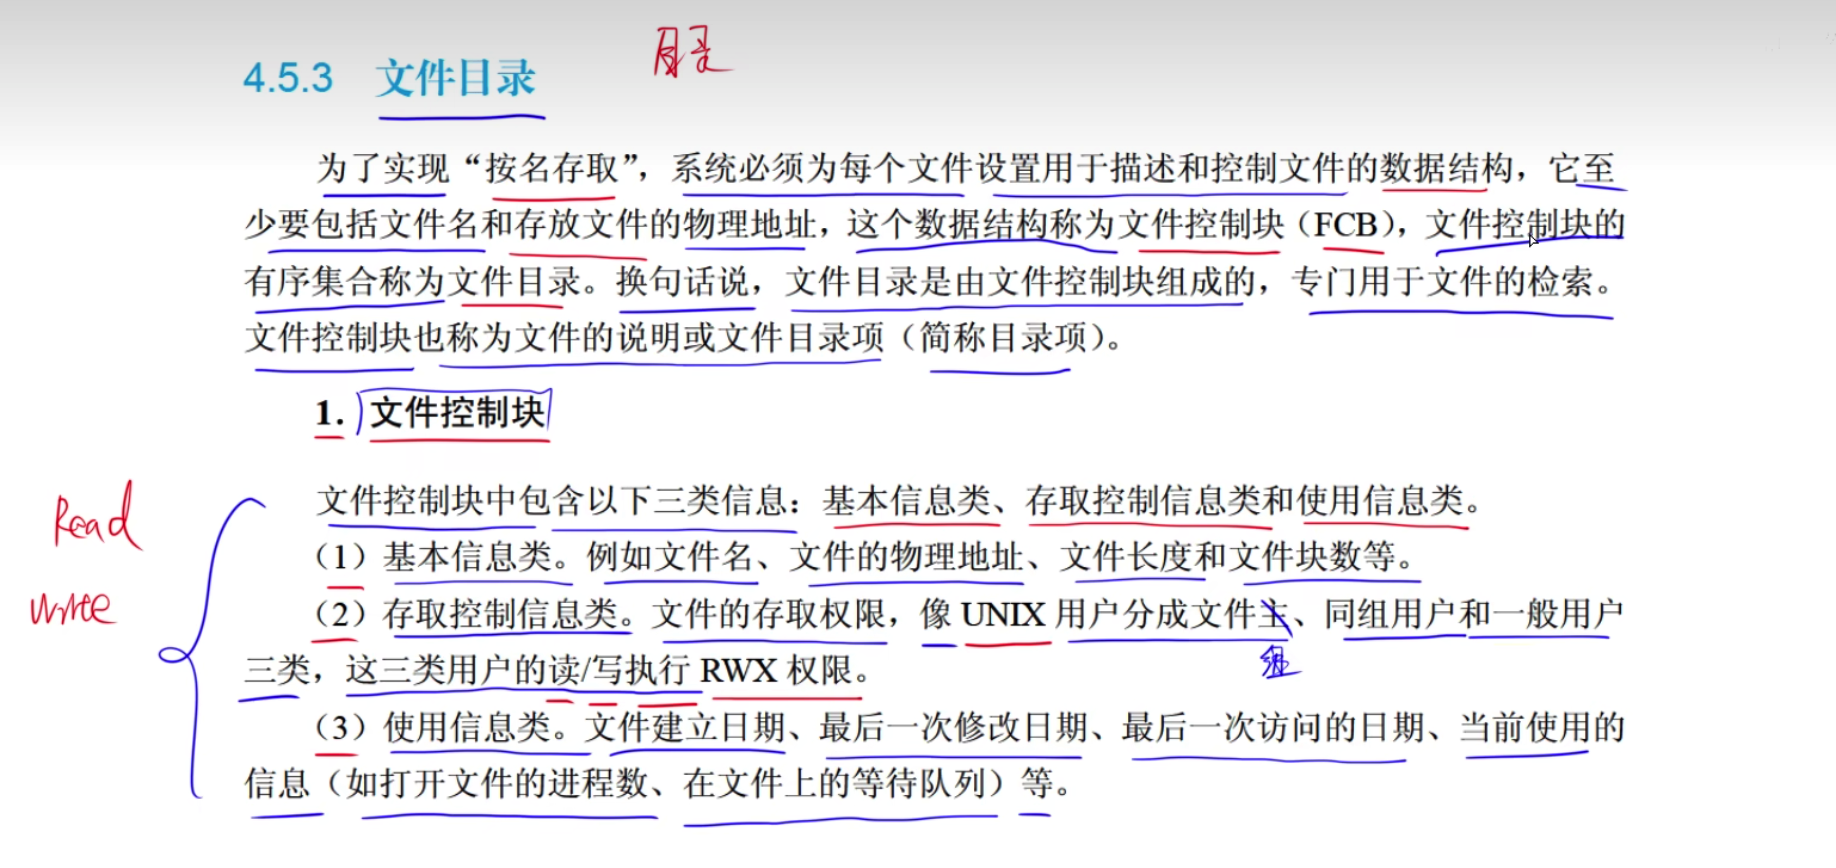 4.5.3 文件目录
目录
为了实现“按名存取”，系统必须为每个文件设置用于描述和控制文件的数据结构，它至
少要包括文件名和存放文件的物理地址，这个数据结构称为文件控制块（FCB），文件控制块的
有序集合称为文件目录。换句话说，文件目录是由文件控制块组成的，专门用于文件的检索。
文件控制块也称为文件的说明或文件目录项（简称目录项）。
1. 文件控制块
文件控制块中包含以下三类信息：基本信息类、存取控制信息类和使用信息类。
Read
（1）基本信息类。例如文件名、文件的物理地址、文件长度和文件块数等。
write
（2）存取控制信息类。文件的存取权限，像 UNIX 用户分成文件主、同组用户和一般用户
三类，这三类用户的读/写执行 RWX 权限。
（3）使用信息类。文件建立日期、最后一次修改日期、最后一次访问的日期、当前使用的
信息（如打开文件的进程数、在文件上的等待队列）等。